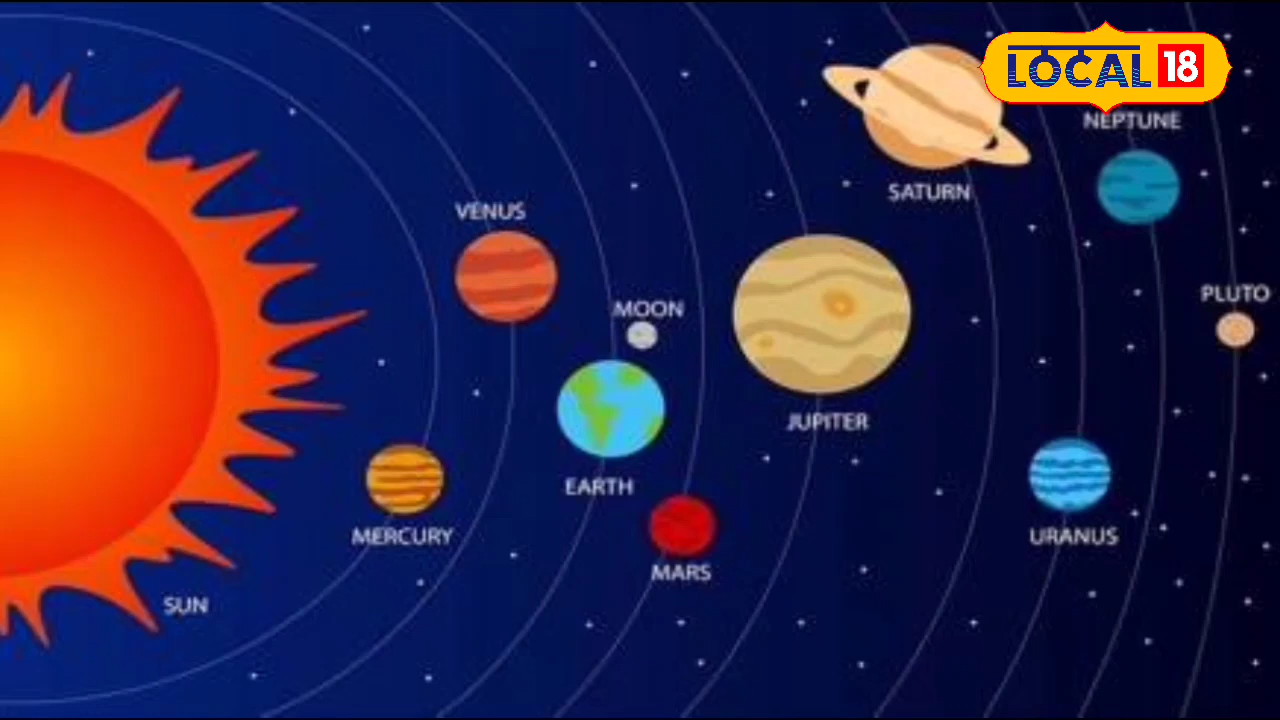 LOCAL 18
NEPTUNE
SATURN
VENUS
PLUTO
MOON
JUPITER
EARTH
MERCURY
URANUS
MARS
SUN